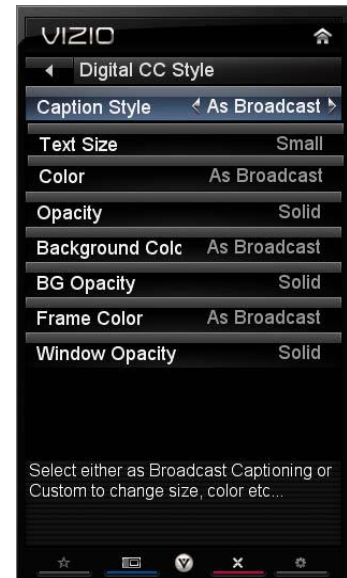 VIZIO
Digital CC Style
Caption Style As Broadcast
Text Size Small
Color As Broadcast
Opacity Solid
Background Colc As Broadcast
BG Opacity Solid
Frame Color As Broadcast
Window Opacity Solid
Select either as Broadcast Captioning or
Custom to change size, color etc...
V